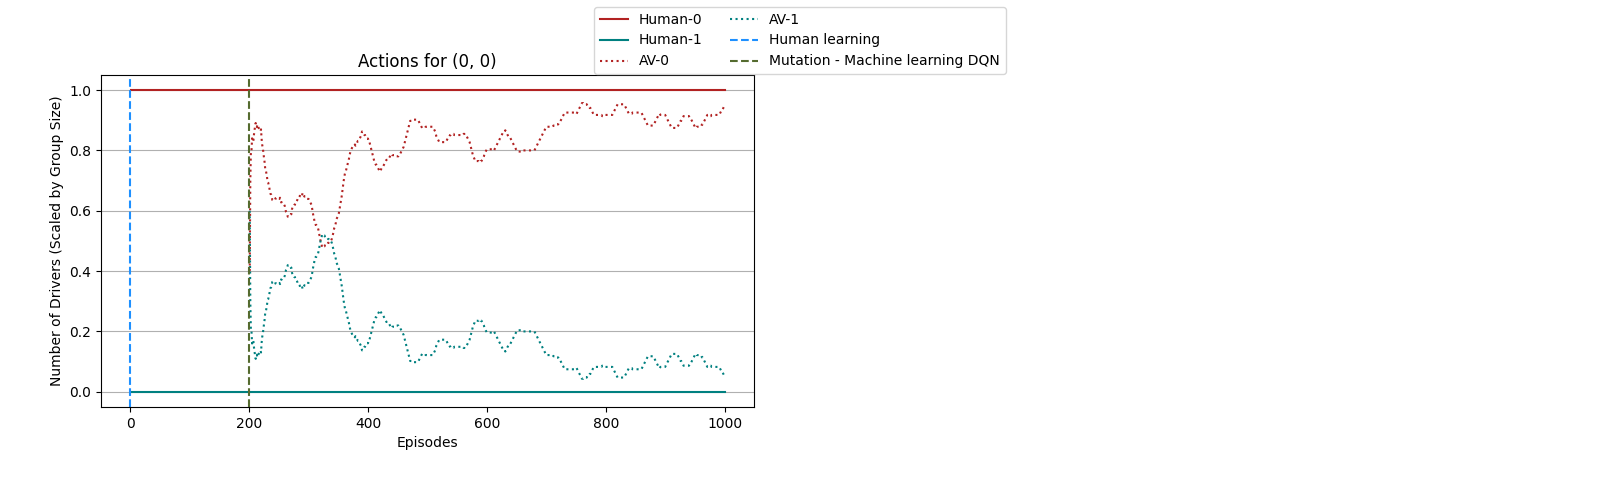 Human-0
Human-1
AV-0
AV-1
Human learning
Mutation - Machine learning DQN
Actions for (0, 0)
Number of Drivers (Scaled by Group Size)
1.0
0.8
0.6
0.4
0.2
0.0
0 200 400 600 800 1000
Episodes